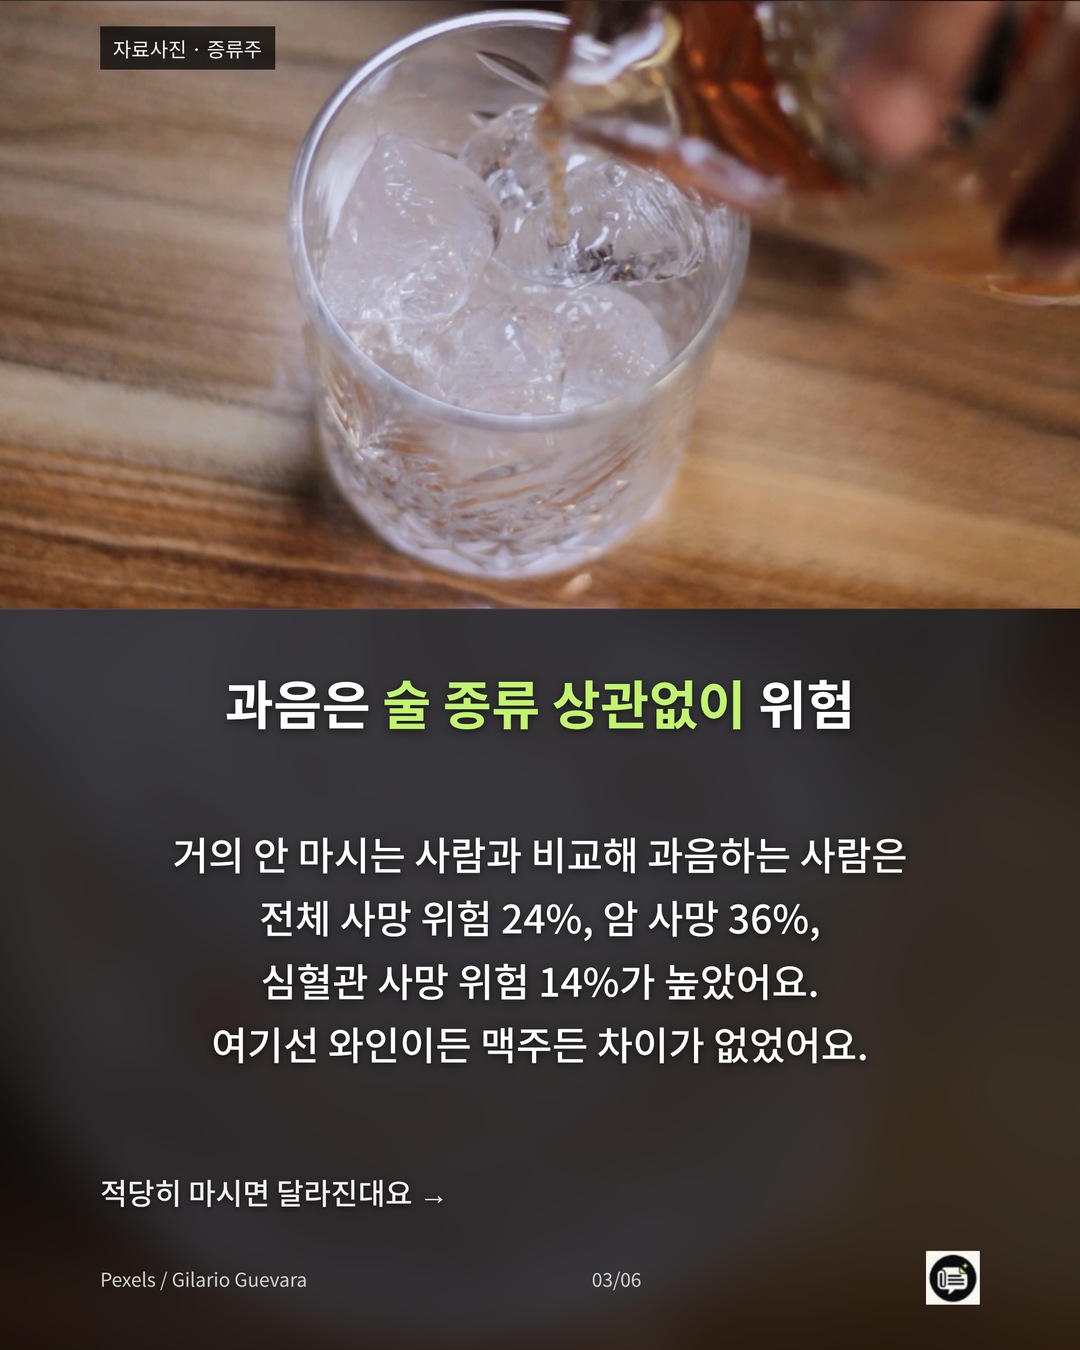 자료사진 · 증류주
과음은 술 종류 상관없이 위험
거의 안 마시는 사람과 비교해 과음하는 사람은
전체 사망 위험 24%, 암 사망 36%,
심혈관 사망 위험 14%가 높았어요.
여기선 와인이든 맥주든 차이가 없었어요.
적당히 마시면 달라진대요 →
Pexels / Gilario Guevara
03/06